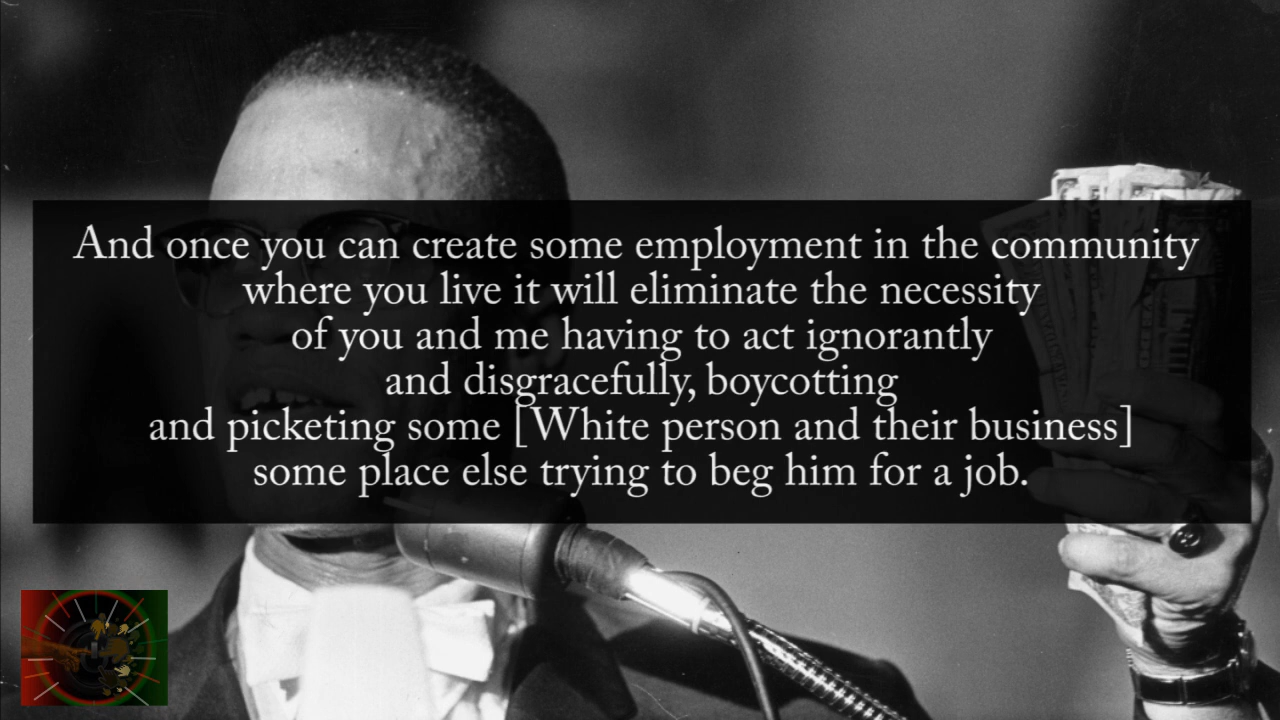 And once you can create some employment in the community
where you live it will eliminate the necessity
of you and me having to act ignorantly
and disgracefully, boycotting
and picketing some [White person and their business]
some place else trying to beg him for a job.